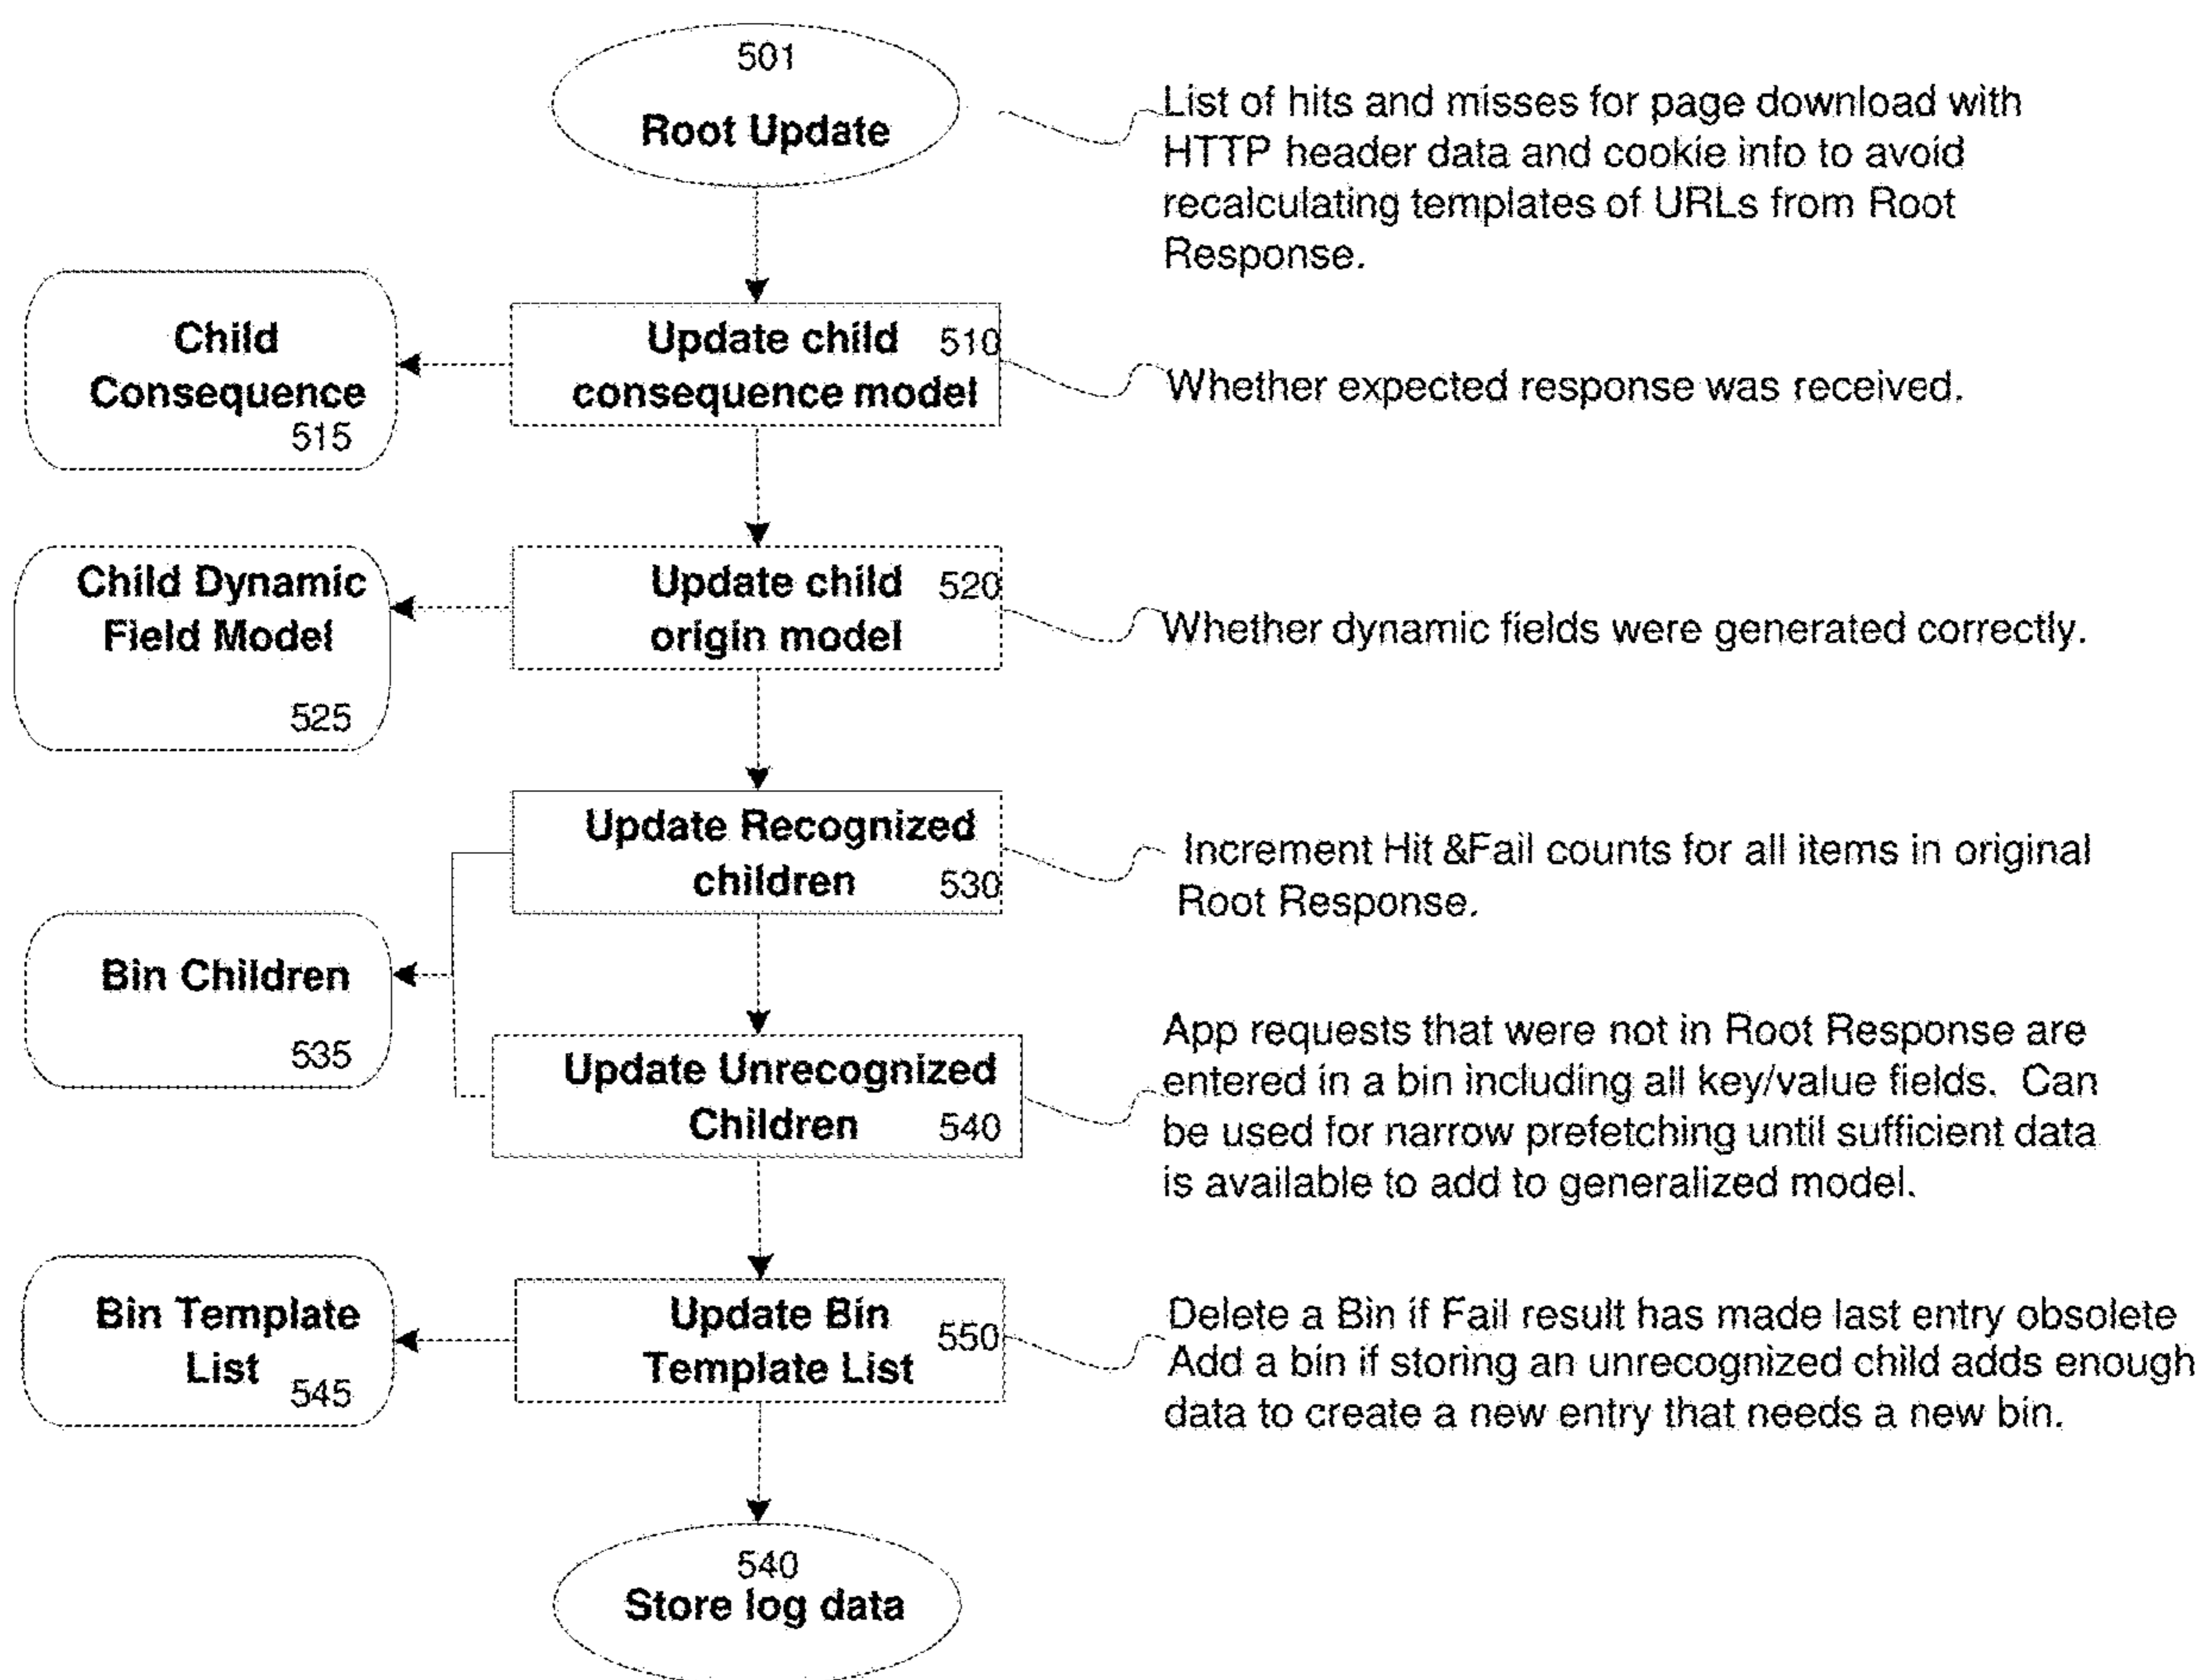 501
Root Update
List of hits and misses for page download with
HTTP header data and cookie info to avoid
recalculating templates of URLs from Root
Response.
Child
Consequence
515
Update child 510
consequence model
Whether expected response was received.
Child Dynamic
Field Model
525
Update child 520
origin model
Whether dynamic fields were generated correctly.
Update Recognized
children 530
Increment Hit &Fail counts for all items in original
Root Response.
Bin Children
535
Update Unrecognized
Children 540
App requests that were not in Root Response are
entered in a bin including all key/value fields. Can
be used for narrow prefetching until sufficient data
is available to add to generalized model.
Bin Template
List 545
Update Bin 550
Template List
Delete a Bin if Fail result has made last entry obsolete
Add a bin if storing an unrecognized child adds enough
data to create a new entry that needs a new bin.
540
Store log data